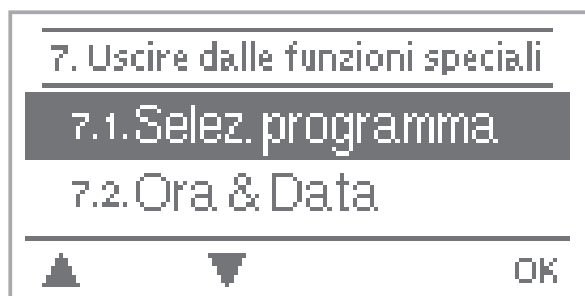 7. Uscire dalle funzioni speciali
7.1. Selez. programma
7.2. Ora & Data
OK